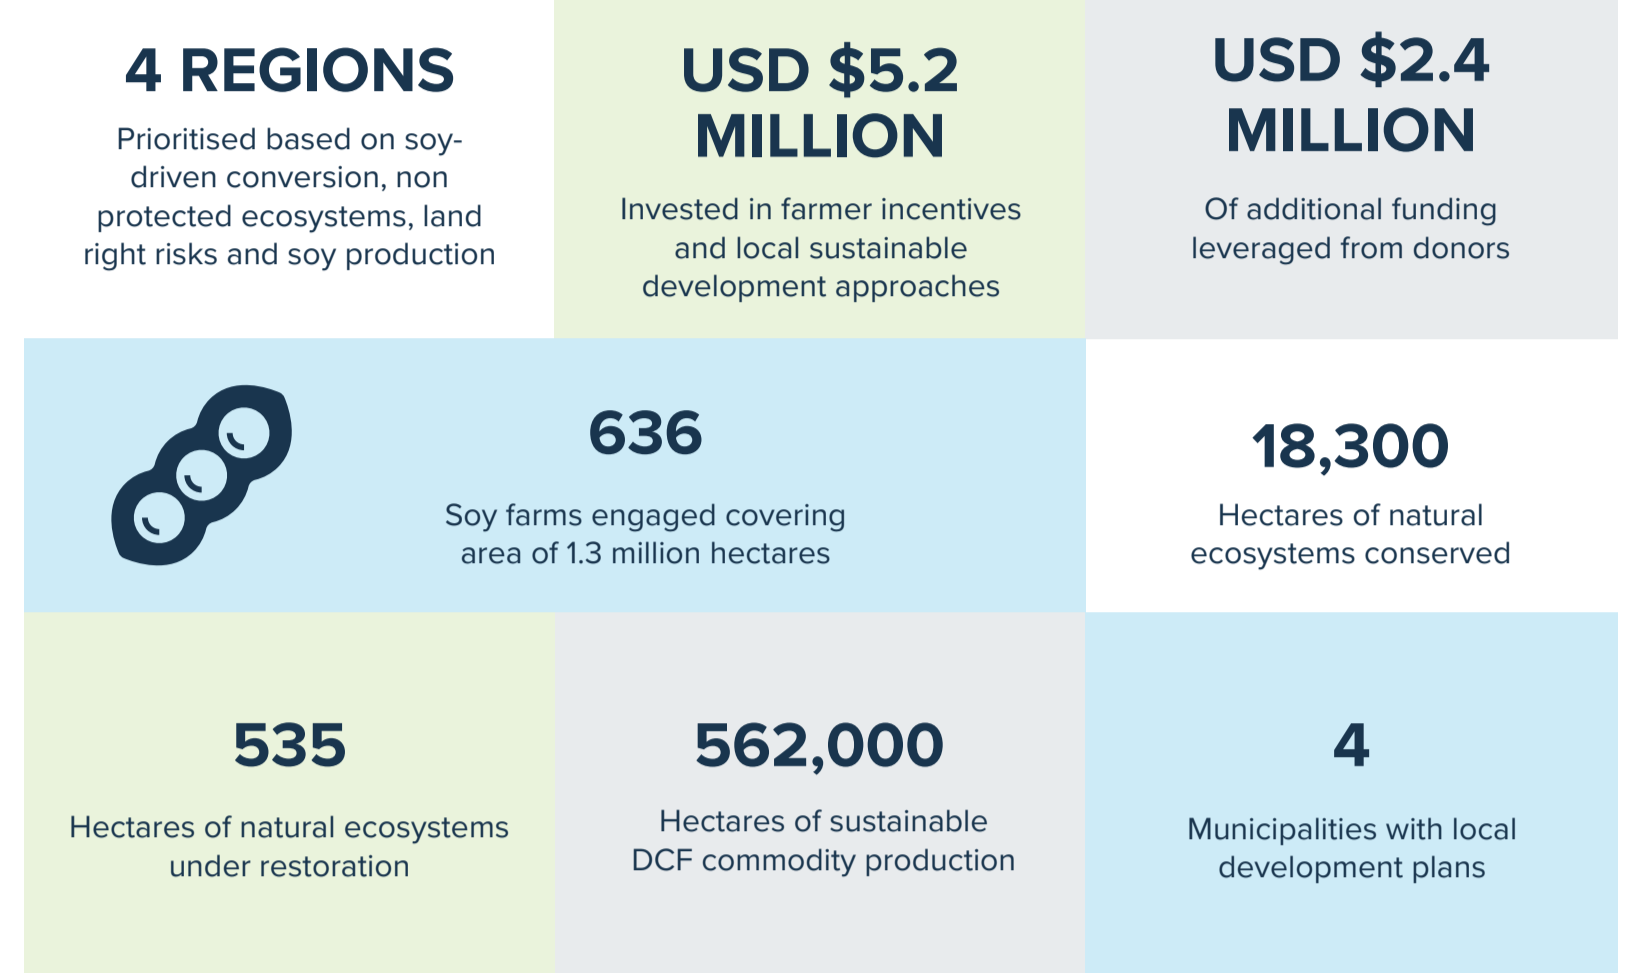 4 REGIONS
Prioritised based on soy-
driven conversion, non
protected ecosystems, land
right risks and soy production
USD $5.2
MILLION
Invested in farmer incentives
and local sustainable
development approaches
USD $2.4
MILLION
Of additional funding
leveraged from donors
636
Soy farms engaged covering
area of 1.3 million hectares
18,300
Hectares of natural
ecosystems conserved
535
Hectares of natural ecosystems
under restoration
562,000
Hectares of sustainable
DCF commodity production
4
Municipalities with local
development plans